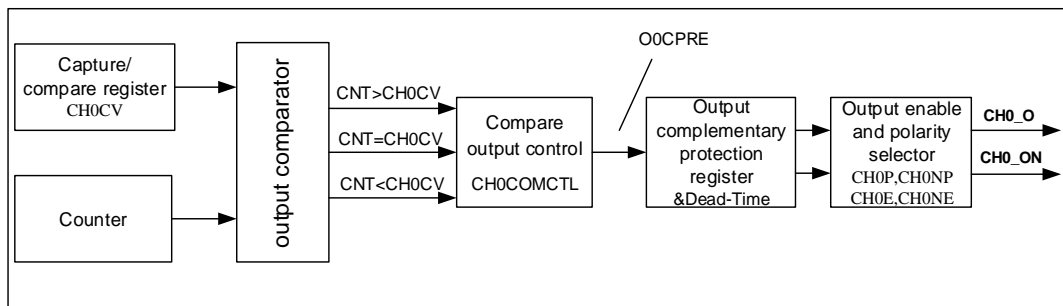 Capture/
compare register
CH0CV
Counter
output comparator
CNT>CH0CV
CNT=CH0CV
CNT<CH0CV
Compare
output control
CH0COMCTL
O0CPRE
Output
complementary
protection
register
&Dead-Time
Output enable
and polarity
selector
CH0P,CH0NP
CH0E,CH0NE
CH0_O
CH0_ON